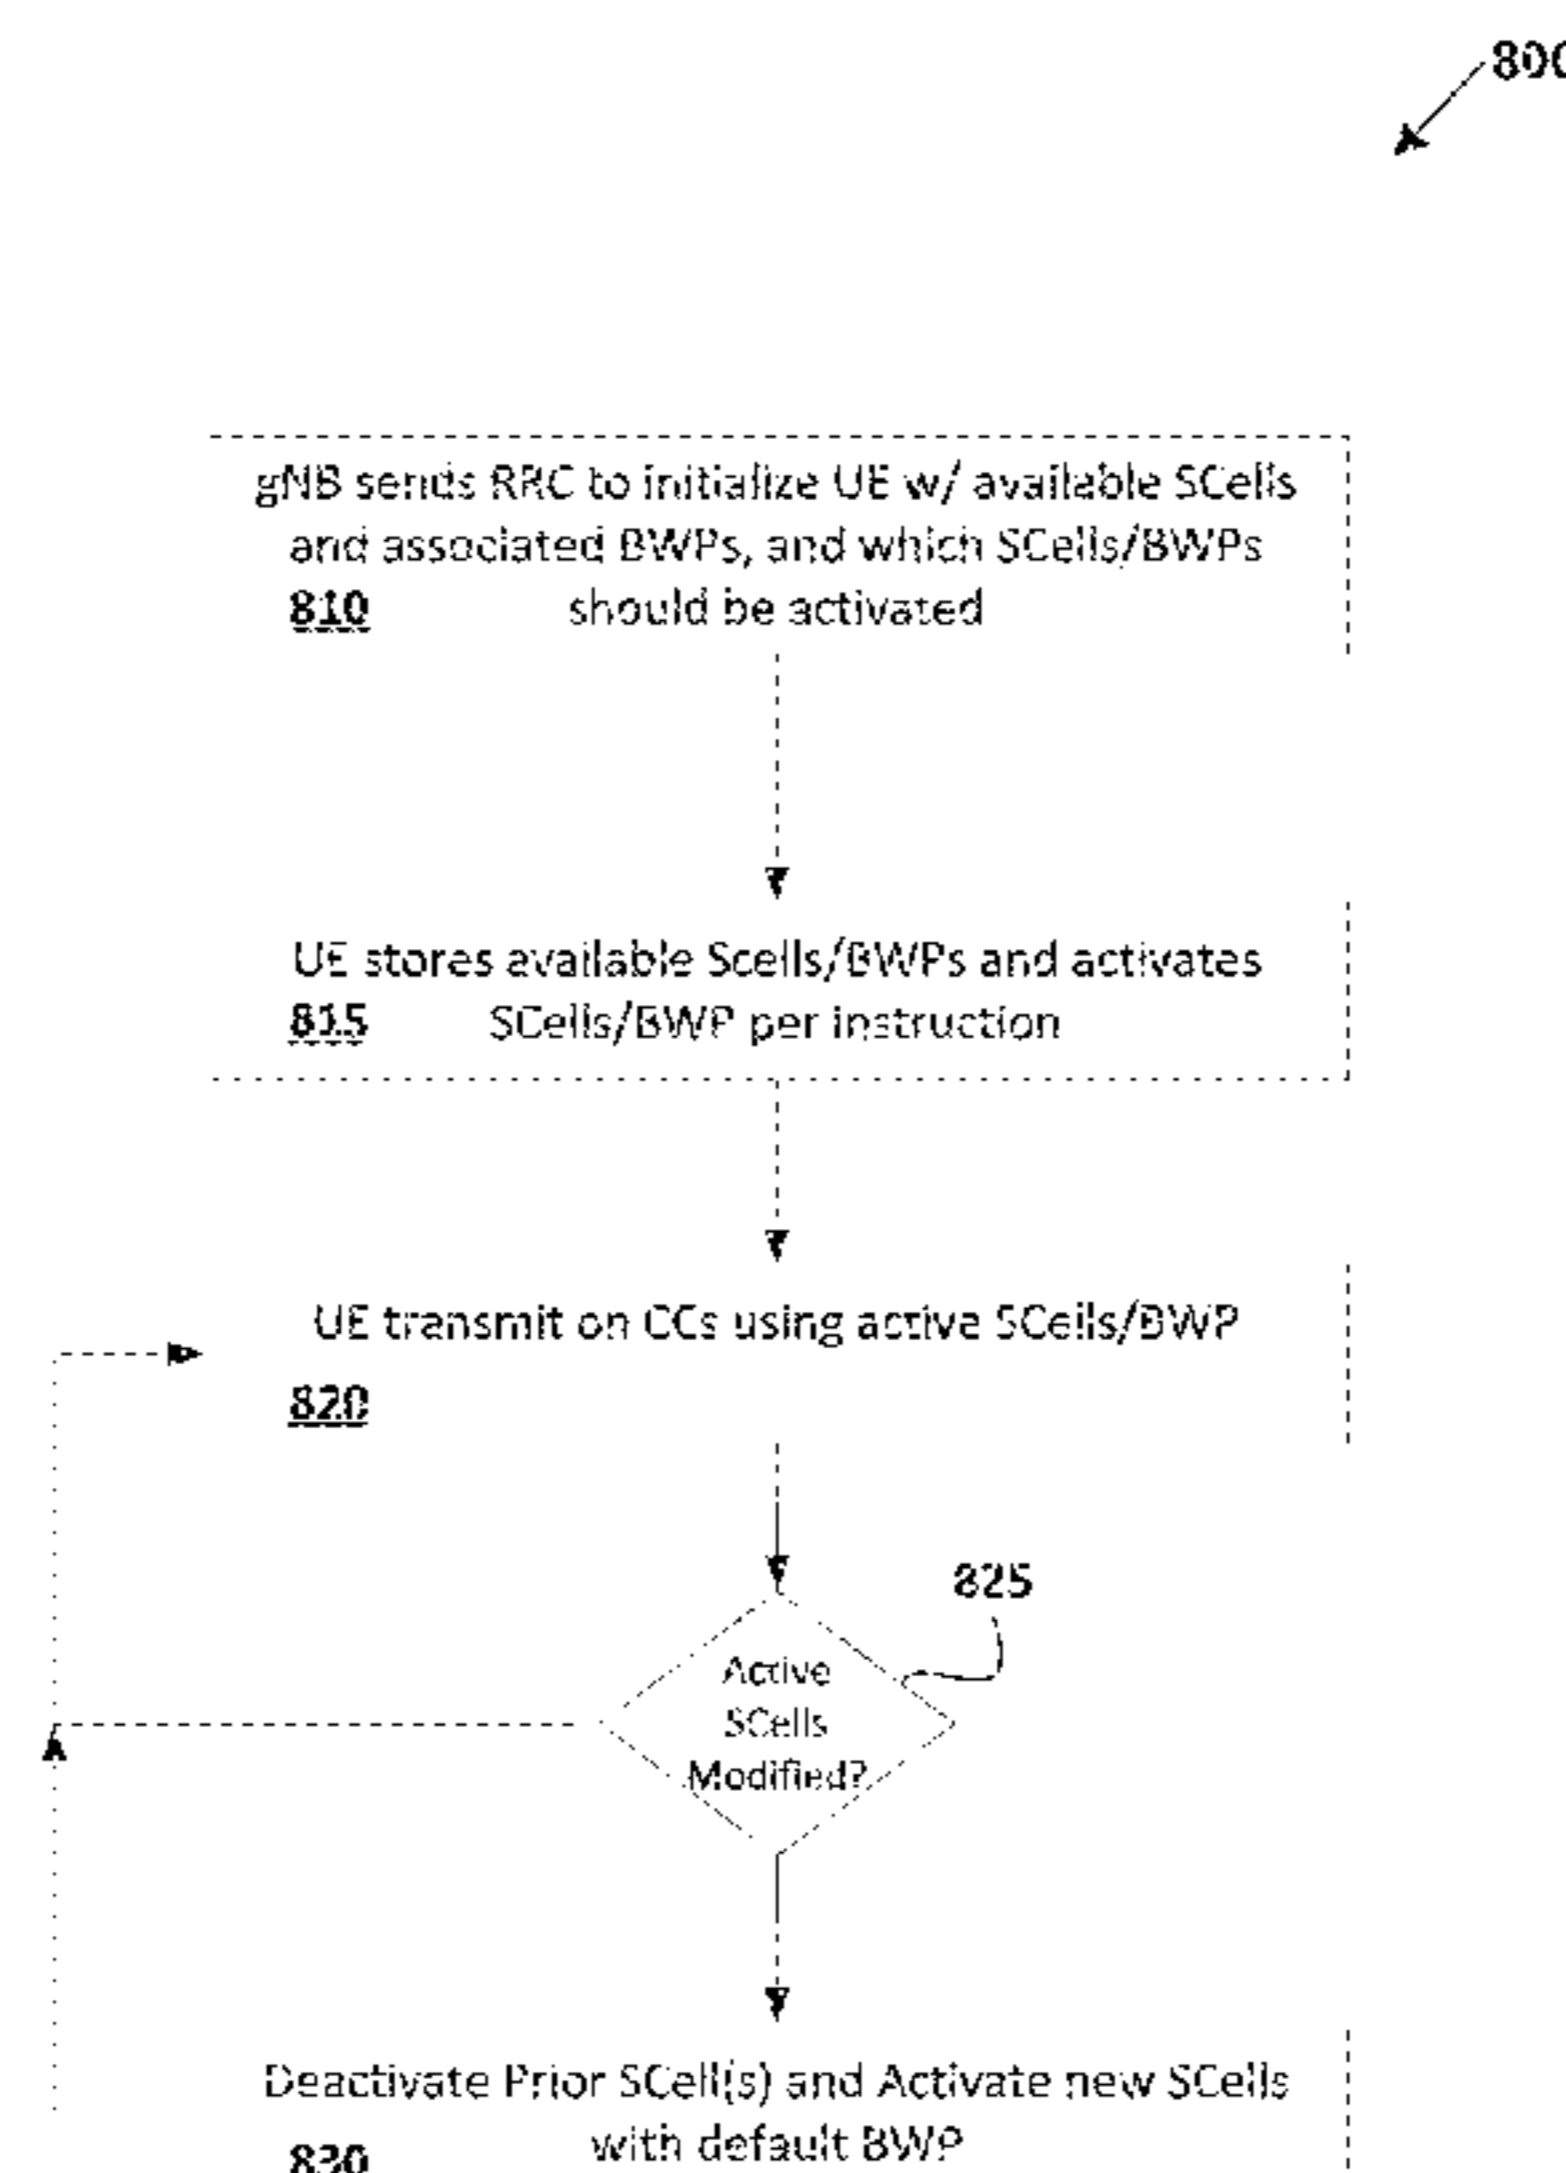 800
gNB sends RRC to initialize UE w/ available SCells
and associated BWPs, and which SCells/BWPs
810 should be activated
UE stores available Scells/BWPs and activates
815 SCells/BWP per instruction
UE transmit on CCs using active SCells/BWP
820
825
Active
SCells
Modified?
Deactivate Prior SCell(s) and Activate new SCells
with default BWP
830